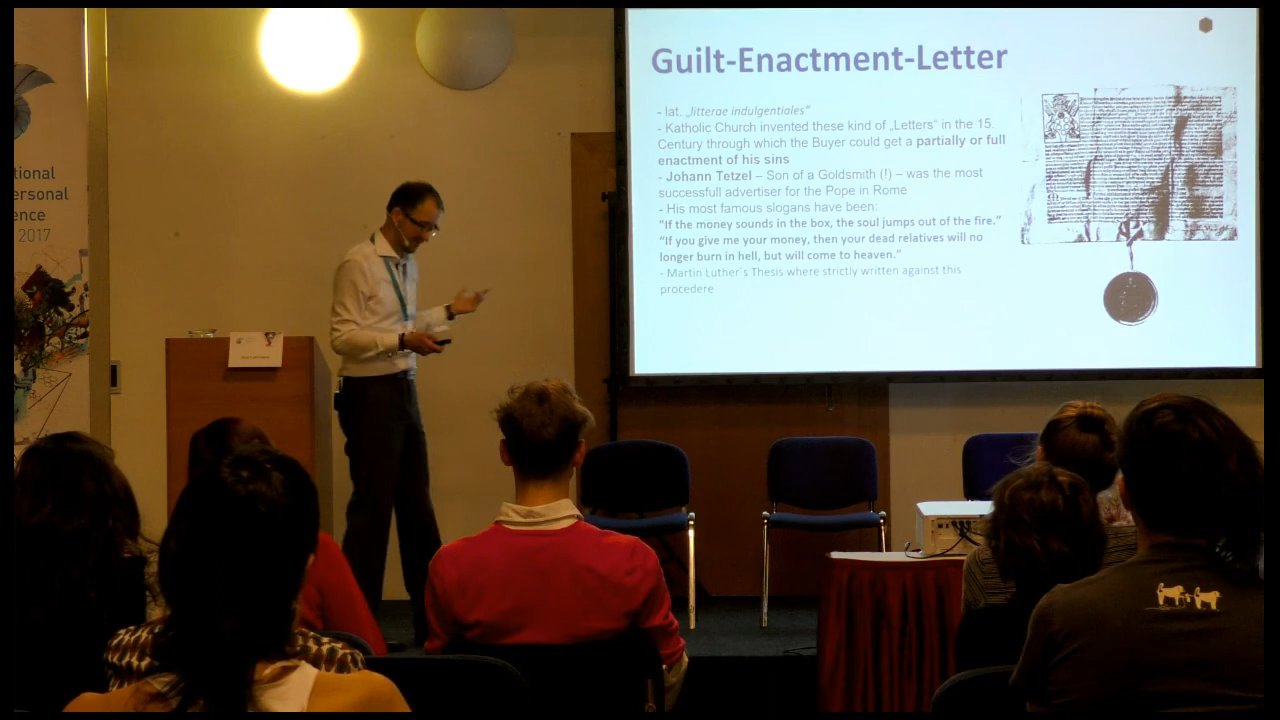 tional
ersonal
ence
2017
Guilt-Enactment-Letter
- lat. „litterae indulgentiales“
- Katholic Church invented these kind of „Letters“ in the 15.
Century through which the Buyer could get a partially or full
enactment of his sins
- Johann Tetzel – Son of a Goldsmith (!) – was the most
successfull advertiser for the Pope in Rome
- His most famous slogans have been:
"If the money sounds in the box, the soul jumps out of the fire."
"If you give me your money, then your dead relatives will no
longer burn in hell, but will come to heaven."
- Martin Luther`s Thesis where strictly written against this
procedere